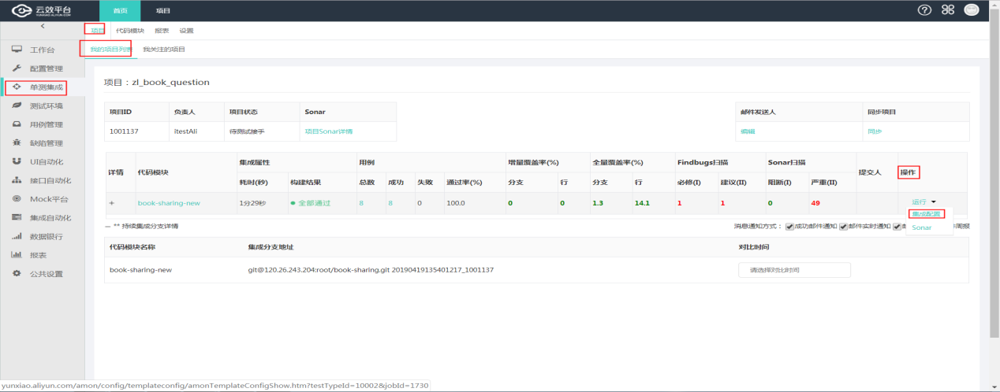 云效平台
YUNXIAO.ALIYUN.COM
首页 项目
项目 代码模块 报表 设置
我的项目列表 我关注的项目
工作台
配置管理
单测集成
测试环境
用例管理
缺陷管理
UI自动化
接口自动化
Mock平台
集成自动化
数据银行
报表
公共设置
项目：zl_book_question
项目ID 负责人 项目状态 Sonar 邮件发送人 同步项目
1001137 itestAli 待测试接手 项目Sonar详情 编辑 同步
详情 代码模块 集成属性 用例 增量覆盖率(%) 全量覆盖率(%) Findbugs扫描 Sonar扫描 提交人 操作
耗时(秒) 构建结果 总数 成功 失败 通过率(%) 分支 行 分支 行 必修(I) 建议(II) 阻断(I) 严重(II)
+ book-sharing-new 1分29秒 全部通过 8 8 0 100.0 0 0 1.3 14.1 1 1 0 49 运行
集成配置
Sonar
— ** 持续集成分支详情 消息通知方式： 成功邮件通知 邮件实时通知 周报
代码模块名称 集成分支地址 对比时间
book-sharing-new git@120.26.243.204:root/book-sharing.git 20190419135401217_1001137 请选择对比时间
yunxiao.aliyun.com/amon/config/templateconfig/amonTemplateConfigShow.htm?testTypeId=10002&jobId=1730